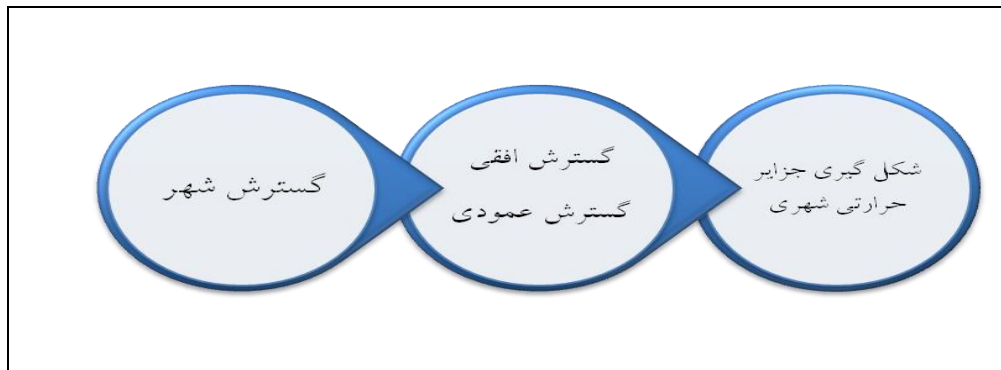 گسترش شهر
گسترش افقی
گسترش عمودی
شکل گیری جزایر
حرارتی شهری